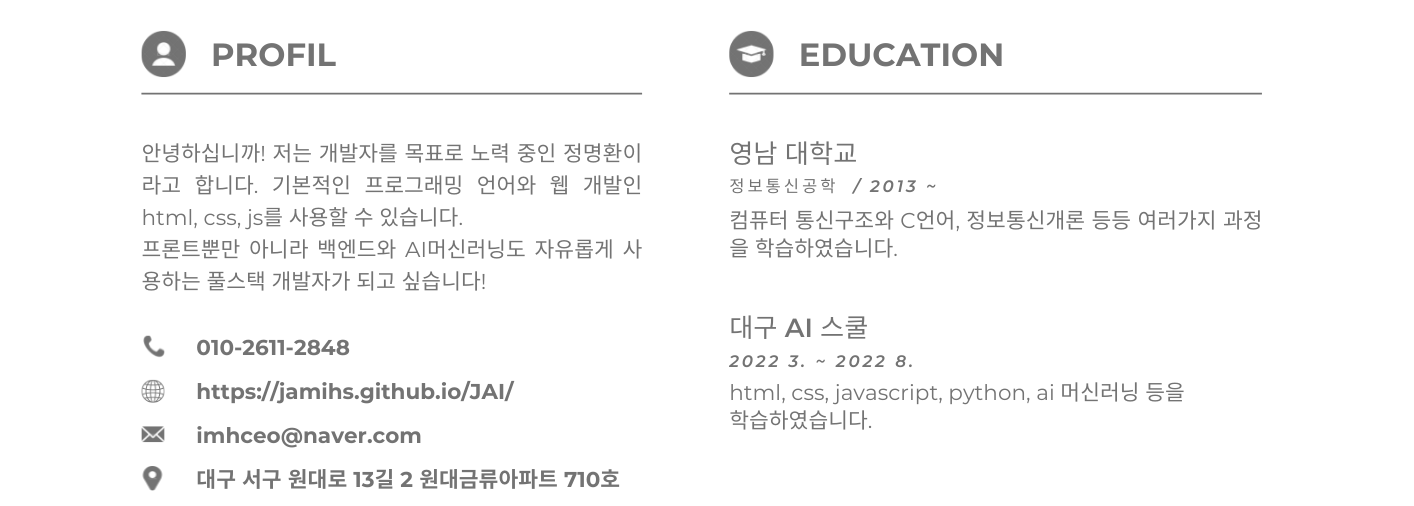 PROFIL
안녕하십니까! 저는 개발자를 목표로 노력 중인 정명환이
라고 합니다. 기본적인 프로그래밍 언어와 웹 개발인
html, css, js를 사용할 수 있습니다.
프론트뿐만 아니라 백엔드와 AI머신러닝도 자유롭게 사
용하는 풀스택 개발자가 되고 싶습니다!
010-2611-2848
https://jamihs.github.io/JAI/
imhceo@naver.com
대구 서구 원대로 13길 2 원대금류아파트 710호
EDUCATION
영남 대학교
정보통신공학 / 2013 ~
컴퓨터 통신구조와 C언어, 정보통신개론 등등 여러가지 과정
을 학습하였습니다.
대구 AI 스쿨
2022 3. ~ 2022 8.
html, css, javascript, python, ai 머신러닝 등을
학습하였습니다.